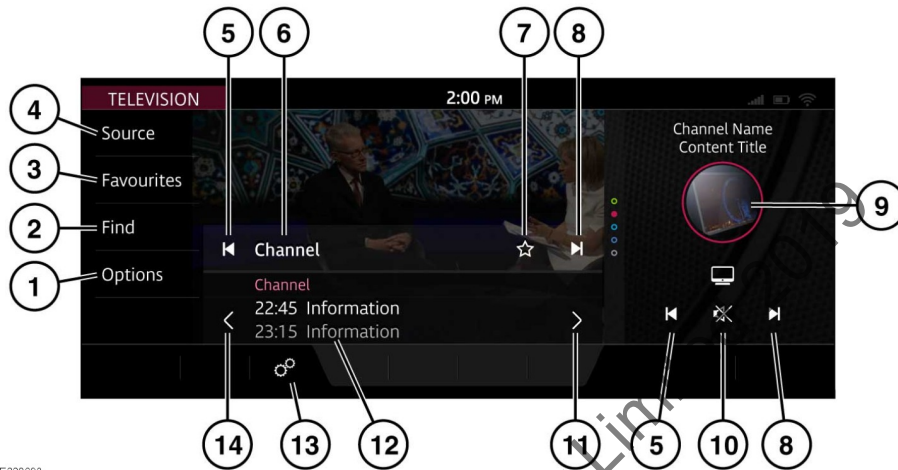 5 6 7 8
TELEVISION 2:00 PM
4 Source
Channel Name
Content Title
3 Favourites
9
2 Find
Channel
1 Options
Channel
22:45 Information
23:15 Information
14 13 12 11 5 10 8